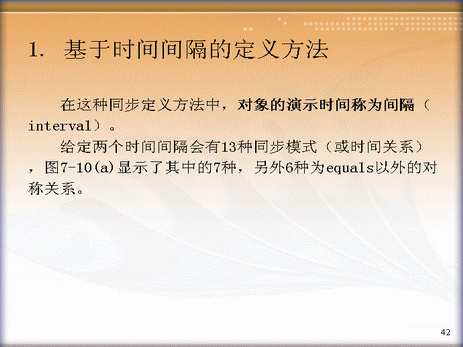 1. 基于时间间隔的定义方法
在这种同步定义方法中，对象的演示时间称为间隔（
interval）。
给定两个时间间隔会有13种同步模式（或时间关系）
，图7-10(a)显示了其中的7种，另外6种为equals以外的对
称关系。
42